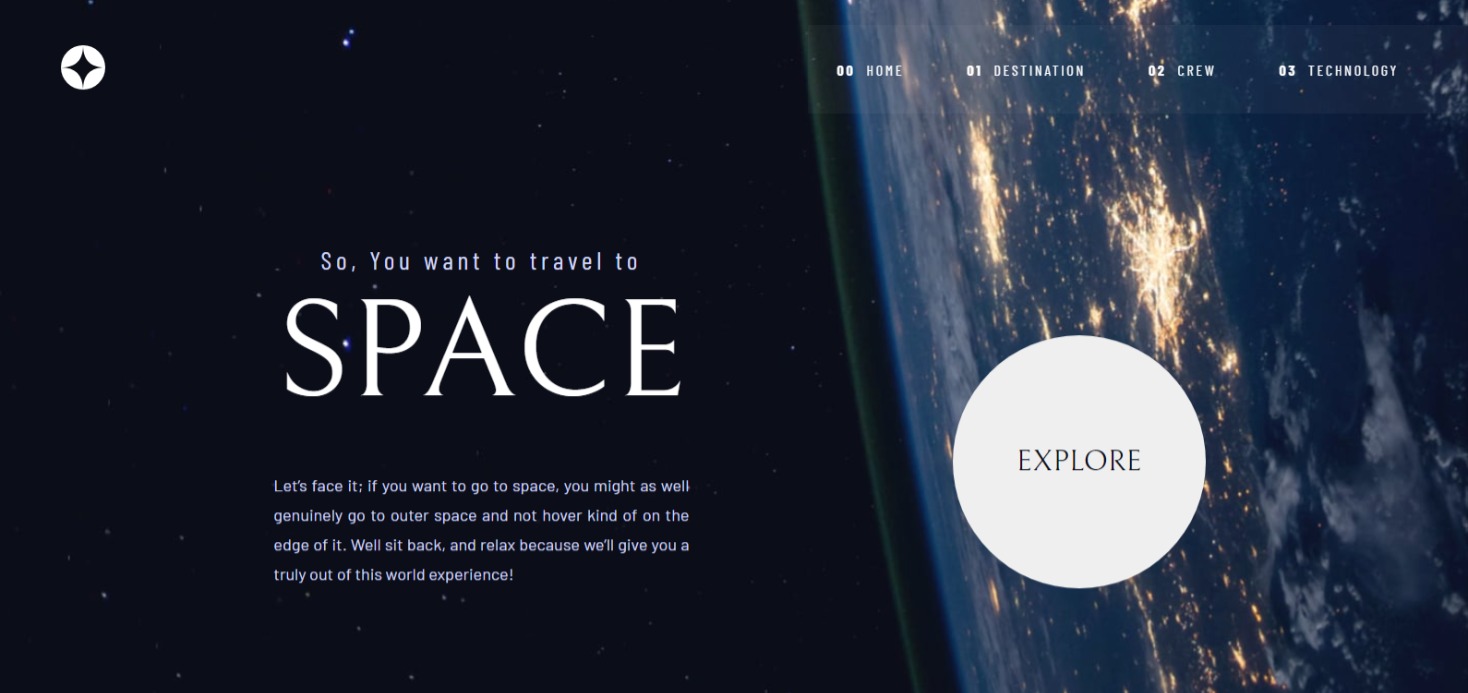 00 HOME 01 DESTINATION 02 CREW 03 TECHNOLOGY
So, You want to travel to
SPACE
Let’s face it; if you want to go to space, you might as well
genuinely go to outer space and not hover kind of on the
edge of it. Well sit back, and relax because we’ll give you a
truly out of this world experience!
EXPLORE